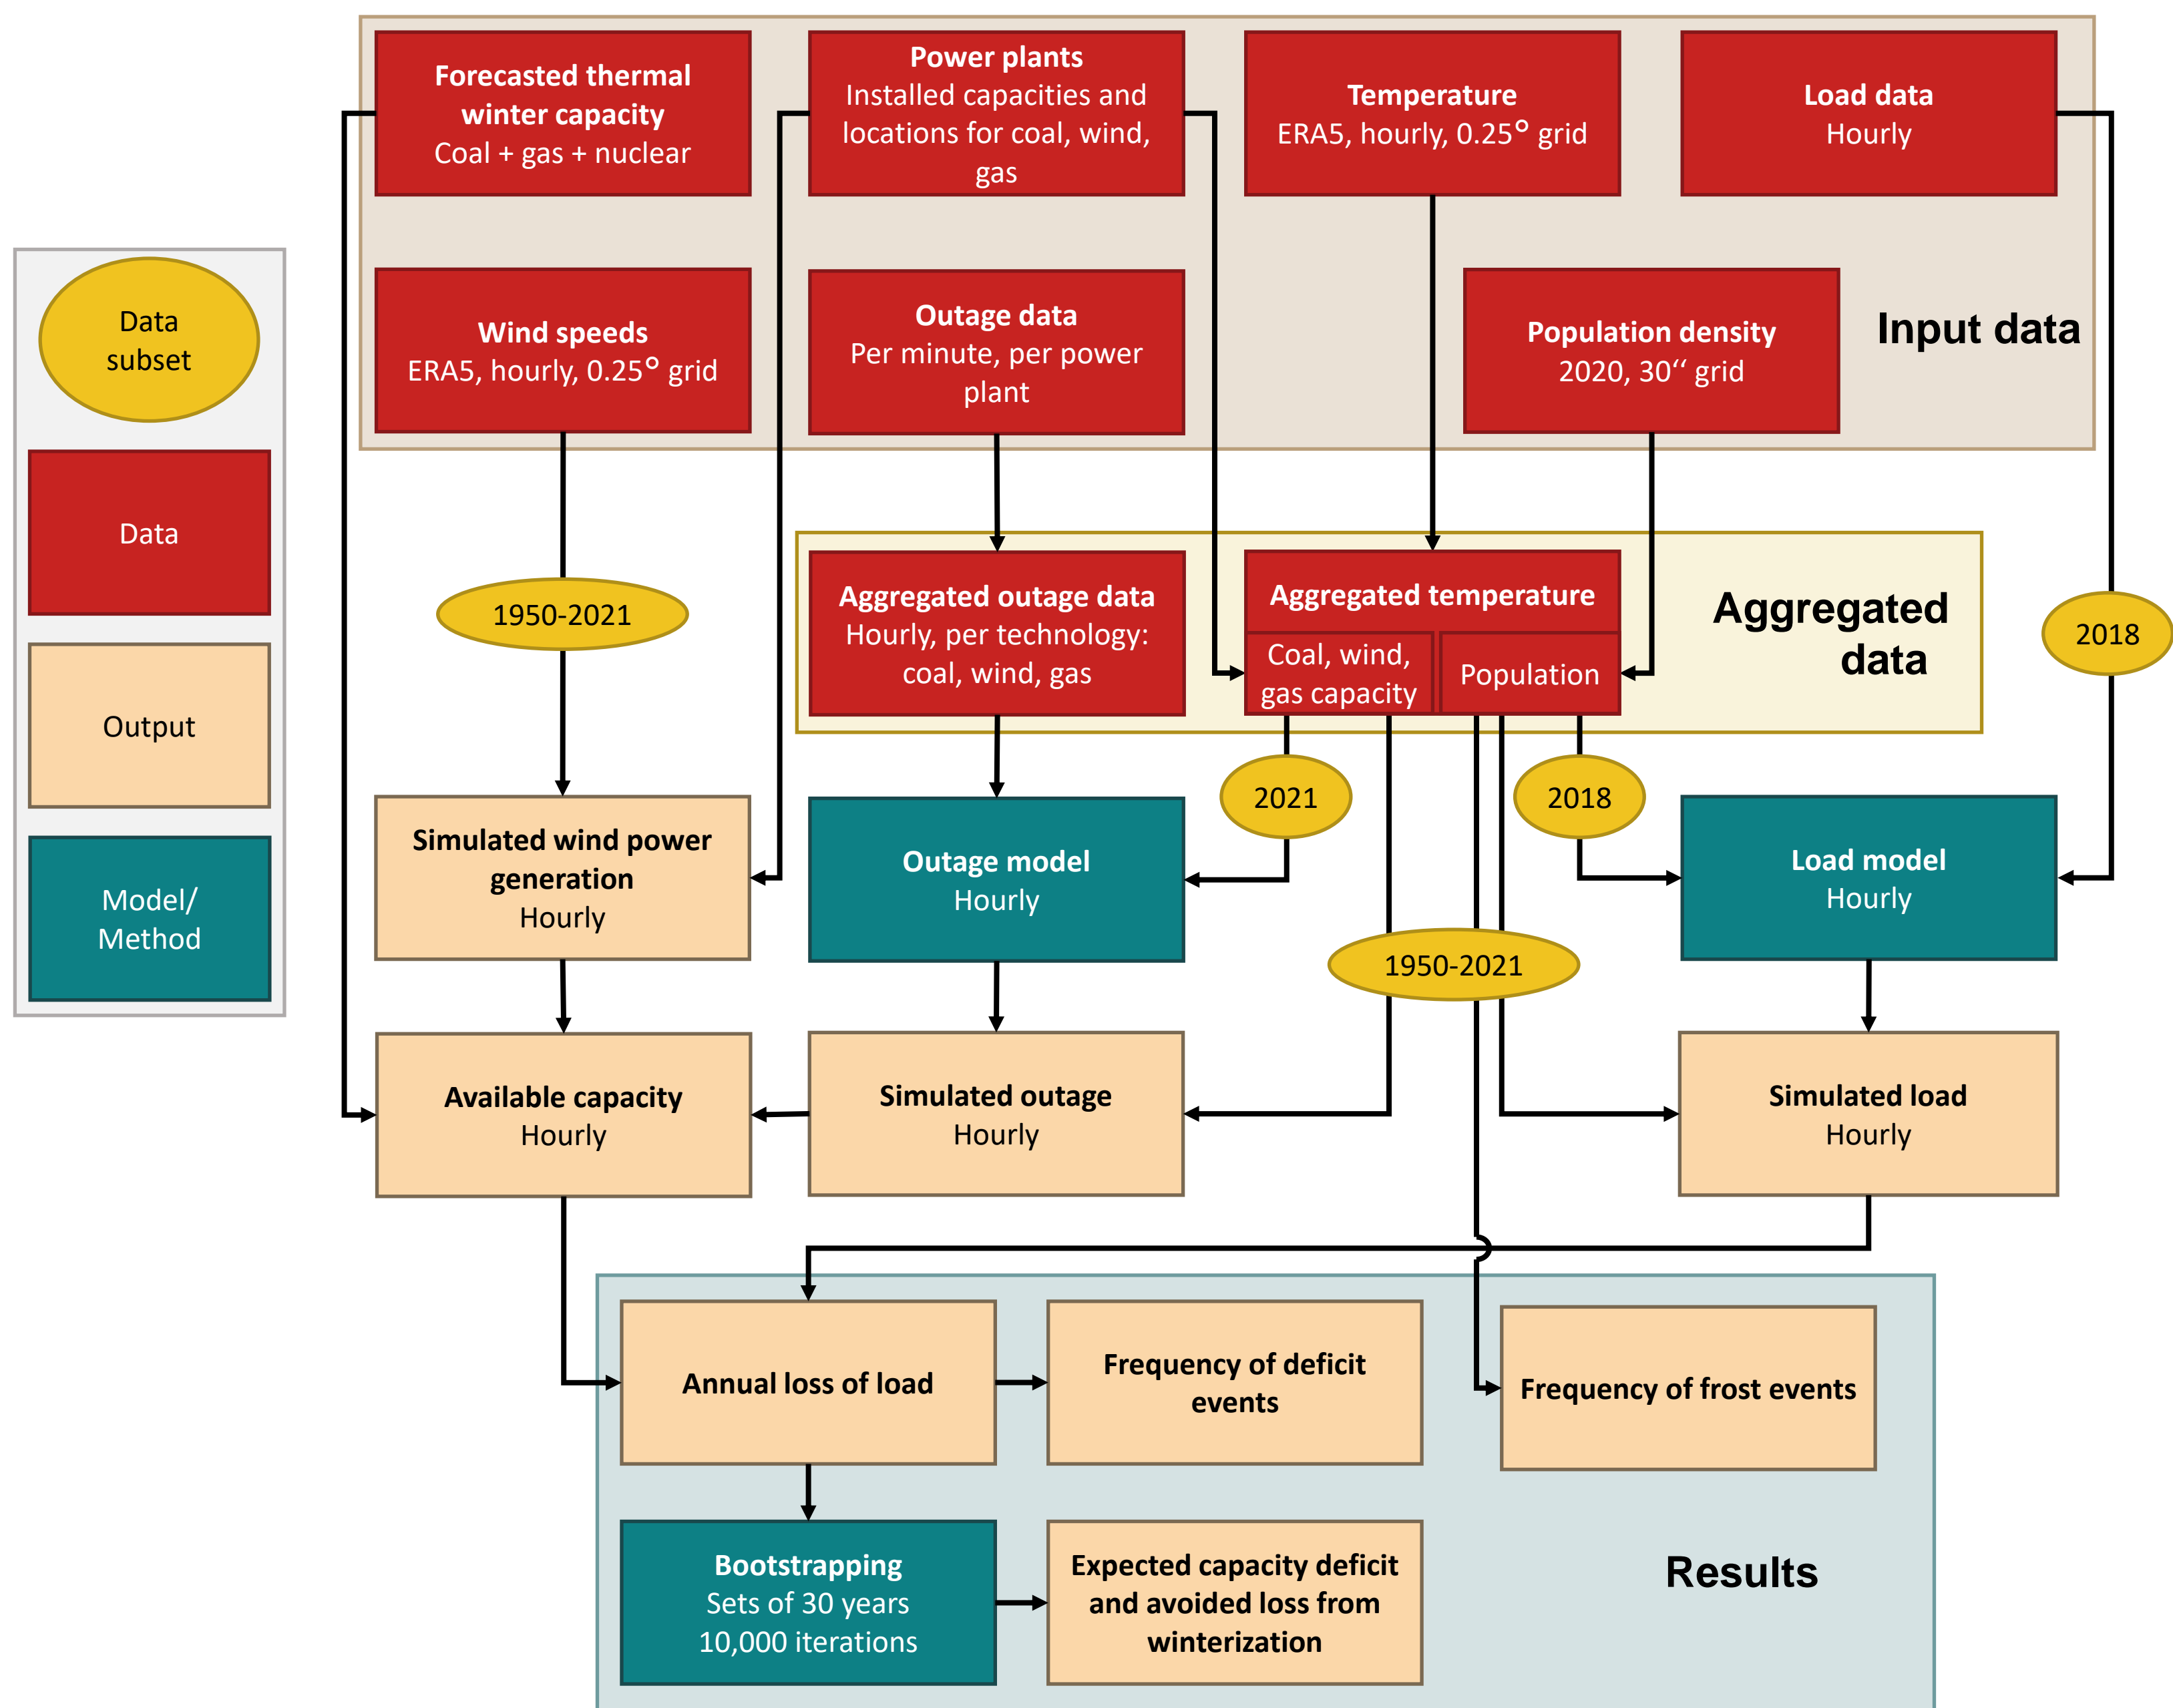 Forecasted thermal
winter capacity
Coal + gas + nuclear
Power plants
Installed capacities and
locations for coal, wind,
gas
Temperature
ERA5, hourly, 0.25° grid
Load data
Hourly
Wind speeds
ERA5, hourly, 0.25° grid
Outage data
Per minute, per power
plant
Population density
2020, 30“ grid
Input data
Data
subset
Data
Output
Model/
Method
1950-2021
Aggregated outage data
Hourly, per technology:
coal, wind, gas
Aggregated temperature
Coal, wind,
gas capacity
Population
Aggregated
data
2018
2021
2018
Simulated wind power
generation
Hourly
Outage model
Hourly
Load model
Hourly
1950-2021
Available capacity
Hourly
Simulated outage
Hourly
Simulated load
Hourly
Annual loss of load
Frequency of deficit
events
Frequency of frost events
Bootstrapping
Sets of 30 years
10,000 iterations
Expected capacity deficit
and avoided loss from
winterization
Results